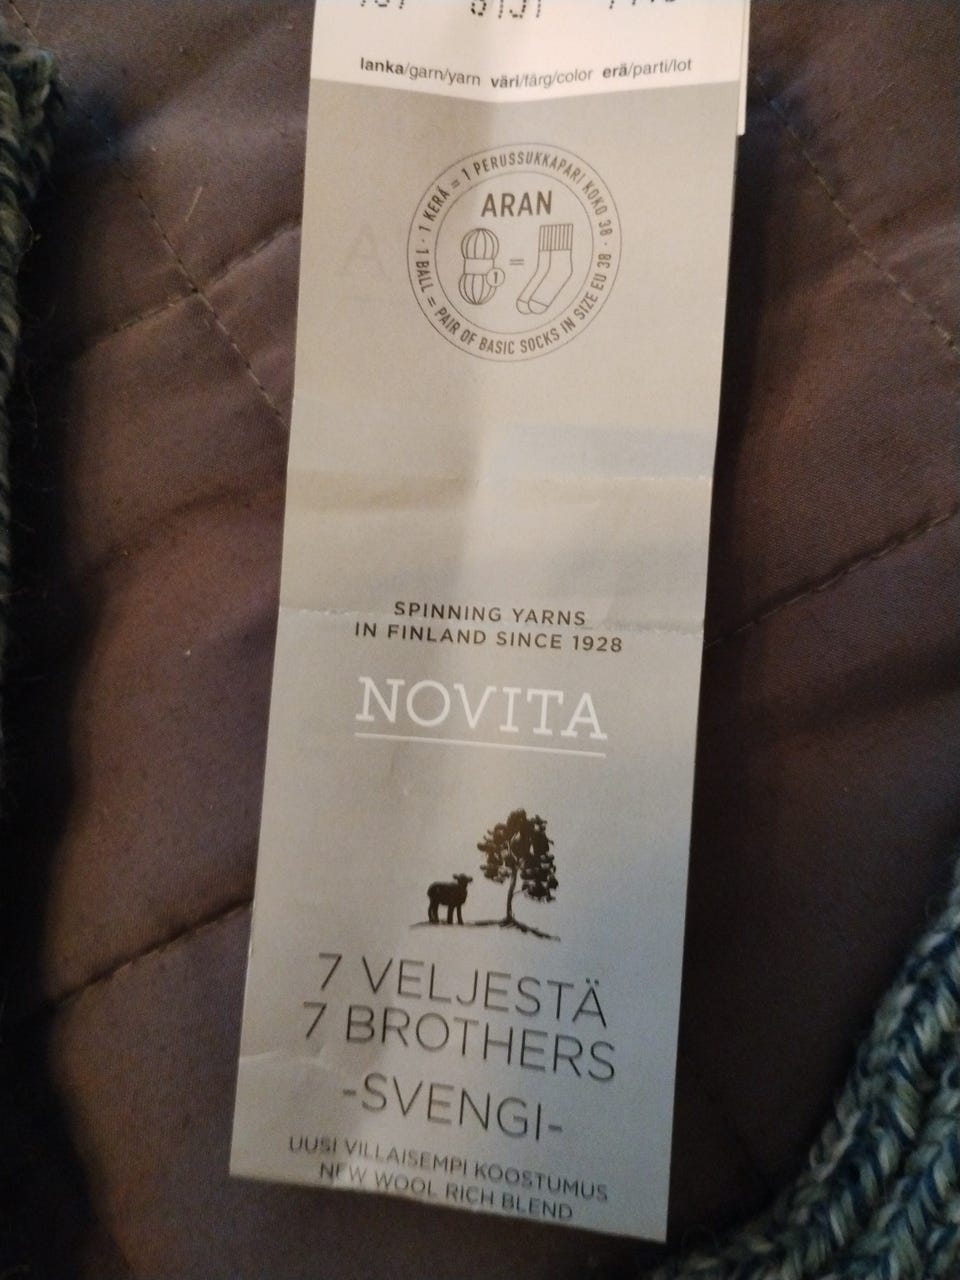 lanka/garn/yarn väri/färg/color erä/parti/lot
1 KERÄ = 1 PERUSSUKKAPARI KOKO 38 · 1 BALL = PAIR OF BASIC SOCKS IN SIZE EU 38 ·
ARAN
1 =
SPINNING YARNS
IN FINLAND SINCE 1928
NOVITA
7 VELJESTÄ
7 BROTHERS
-SVENGI-
UUSI VILLAISEMPI KOOSTUMUS
NEW WOOL RICH BLEND